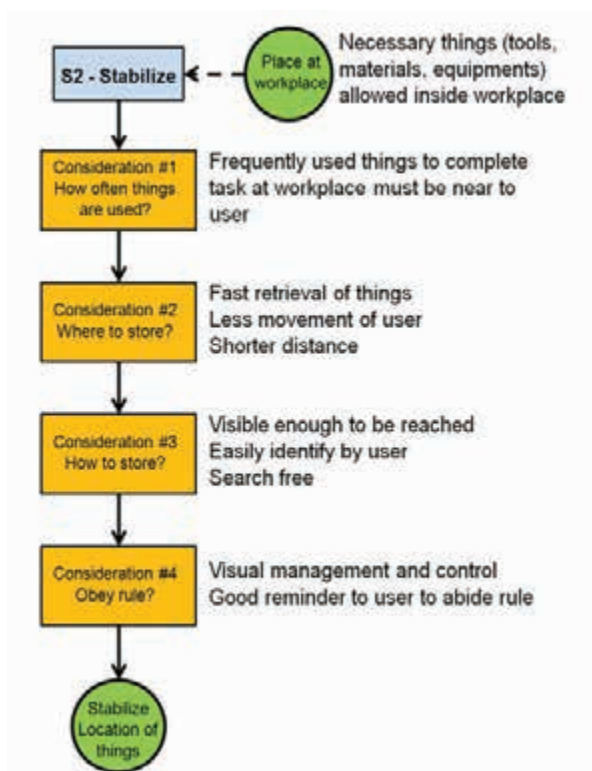 S2 - Stabilize
Place at
workplace
Necessary things (tools,
materials, equipments)
allowed inside workplace
Consideration #1
How often things
are used?
Frequently used things to complete
task at workplace must be near to
user
Consideration #2
Where to store?
Fast retrieval of things
Less movement of user
Shorter distance
Consideration #3
How to store?
Visible enough to be reached
Easily identify by user
Search free
Consideration #4
Obey rule?
Visual management and control
Good reminder to user to abide rule
Stabilize
Location of
things